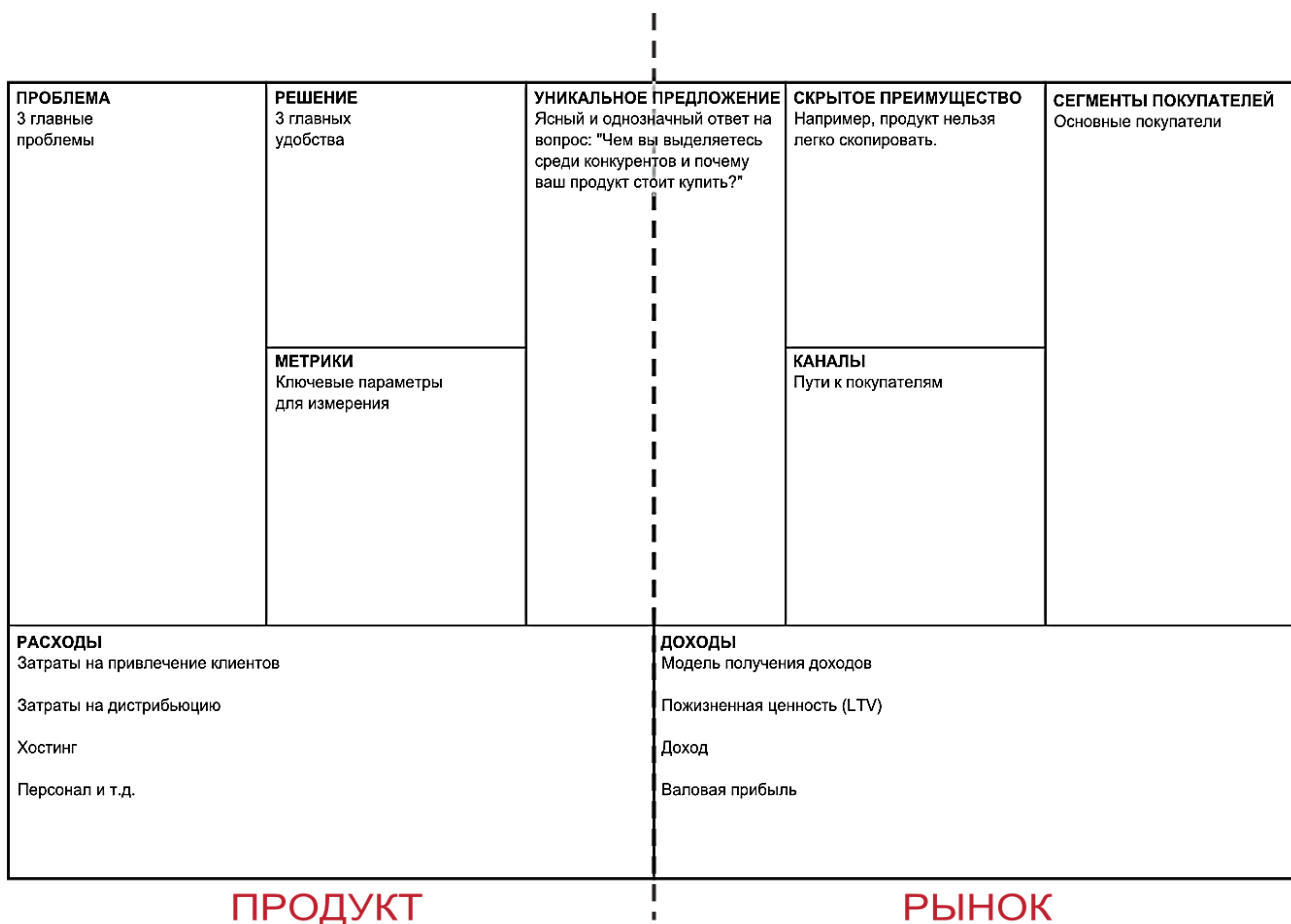 ПРОБЛЕМА
3 главные
проблемы
РЕШЕНИЕ
3 главных
удобства
МЕТРИКИ
Ключевые параметры
для измерения
УНИКАЛЬНОЕ ПРЕДЛОЖЕНИЕ
Ясный и однозначный ответ на
вопрос: "Чем вы выделяетесь
среди конкурентов и почему
ваш продукт стоит купить?"
СКРЫТОЕ ПРЕИМУЩЕСТВО
Например, продукт нельзя
легко скопировать.
КАНАЛЫ
Пути к покупателям
СЕГМЕНТЫ ПОКУПАТЕЛЕЙ
Основные покупатели
РАСХОДЫ
Затраты на привлечение клиентов
Затраты на дистрибьюцию
Хостинг
Персонал и т.д.
ДОХОДЫ
Модель получения доходов
Пожизненная ценность (LTV)
Доход
Валовая прибыль
ПРОДУКТ
РЫНОК